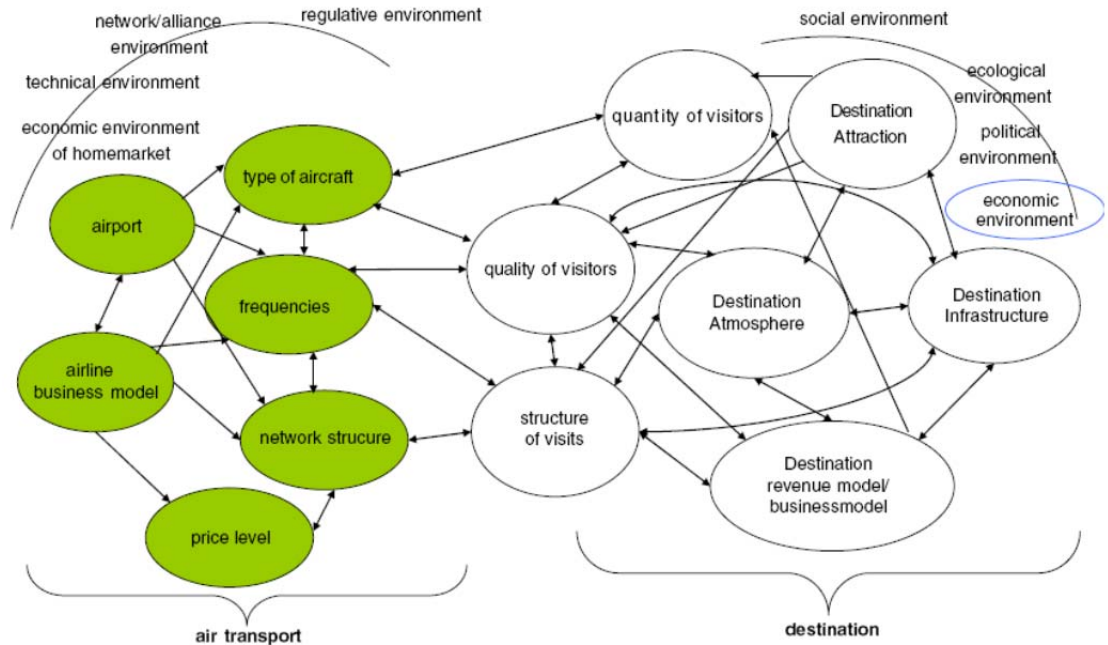 network/alliance
environment
regulative environment
technical environment
economic environment
of homemarket
social environment
ecological
environment
political
environment
economic
environment
type of aircraft
airport
frequencies
airline
business model
network strucure
price level
quantity of visitors
quality of visitors
structure
of visits
Destination
Attraction
Destination
Atmosphere
Destination
Infrastructure
Destination
revenue model/
businessmodel
air transport
destination